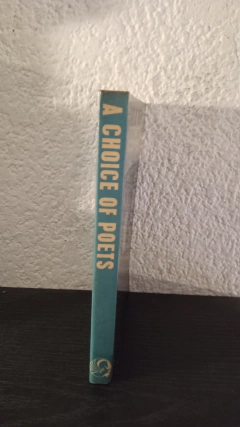 A CHOICE OF POETS